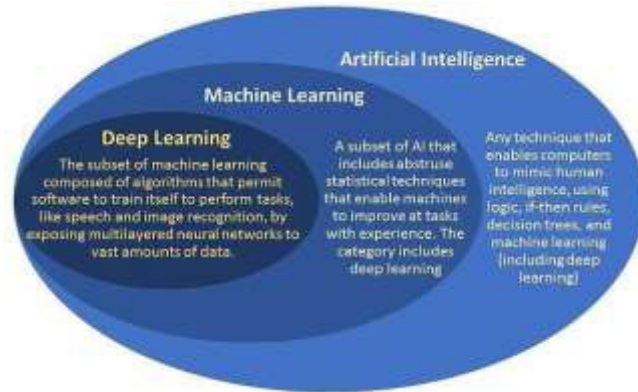 Artificial Intelligence
Machine Learning
Deep Learning
The subset of machine learning
composed of algorithms that permit
software to train itself to perform tasks,
like speech and image recognition, by
exposing multilayered neural networks to
vast amounts of data.
A subset of AI that
includes abstruse
statistical techniques
that enable machines
to improve at tasks
with experience. The
category includes
deep learning
Any technique that
enables computers
to mimic human
intelligence, using
logic, if-then rules,
decision trees, and
machine learning
(including deep
learning)